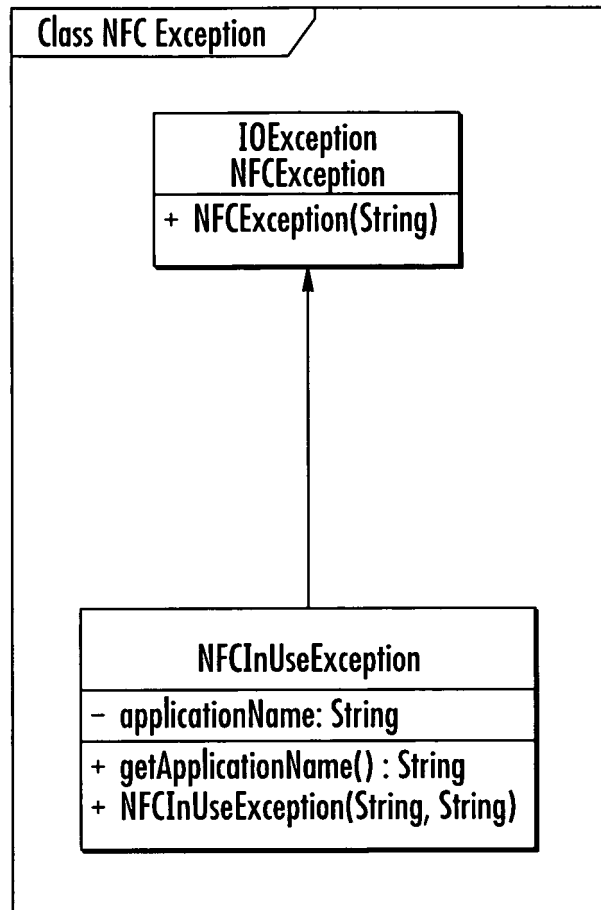 Class NFC Exception
IOException
NFCException
+ NFCException(String)
NFCInUseException
- applicationName: String
+ getApplicationName() : String
+ NFCInUseException(String, String)